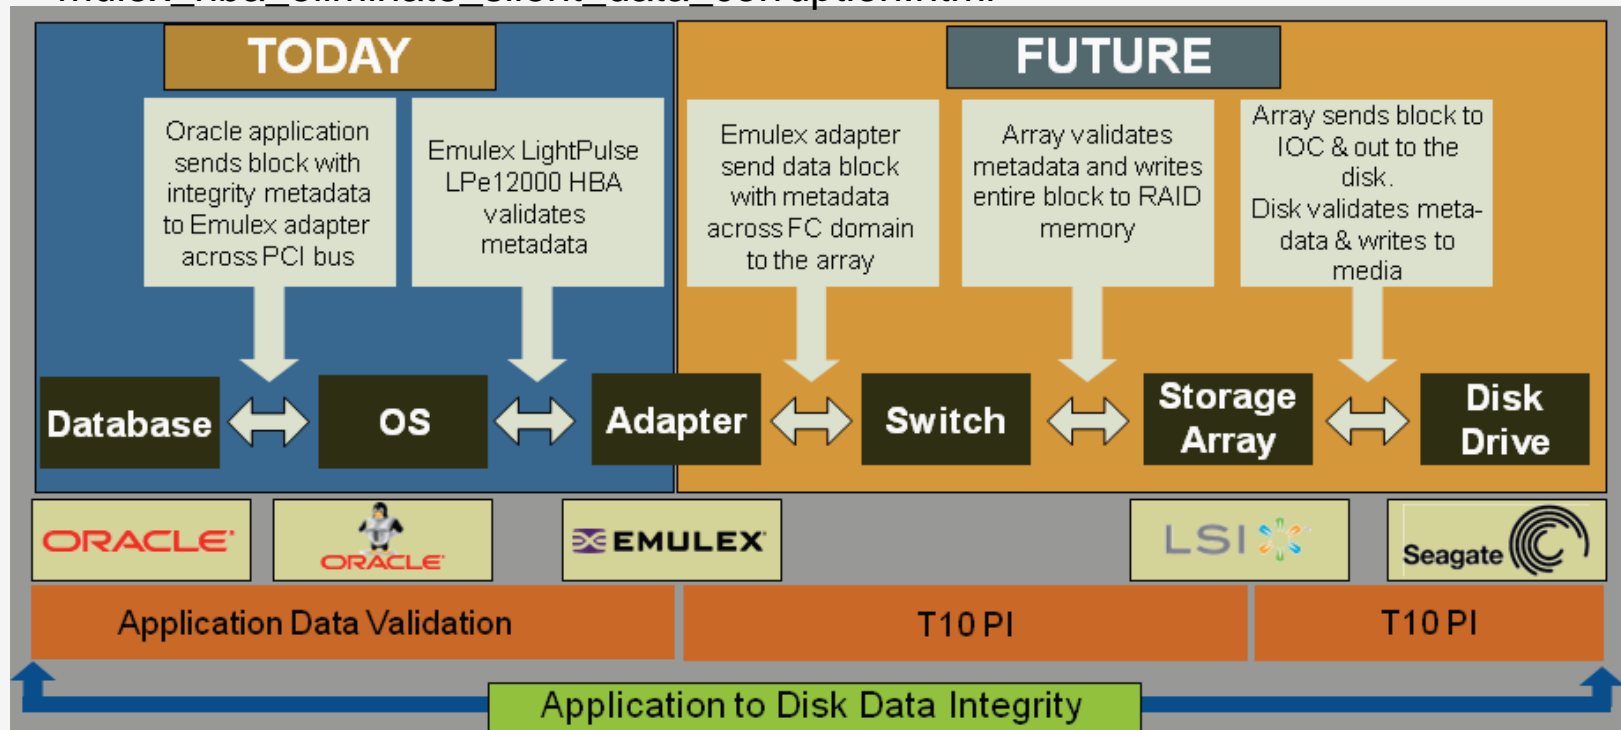 mulex_hba_eliminate_silent_data_corruption.html
TODAY
FUTURE
Oracle application
sends block with
integrity metadata
to Emulex adapter
across PCI bus
Emulex LightPulse
LPe12000 HBA
validates
metadata
Emulex adapter
send data block
with metadata
across FC domain
to the array
Array validates
metadata and writes
entire block to RAID
memory
Array sends block to
IOC & out to the
disk.
Disk validates meta-
data & writes to
media
Database
OS
Adapter
Switch
Storage
Array
Disk
Drive
ORACLE
ORACLE
EMULEX
LSI
Seagate
Application Data Validation
T10 PI
T10 PI
Application to Disk Data Integrity